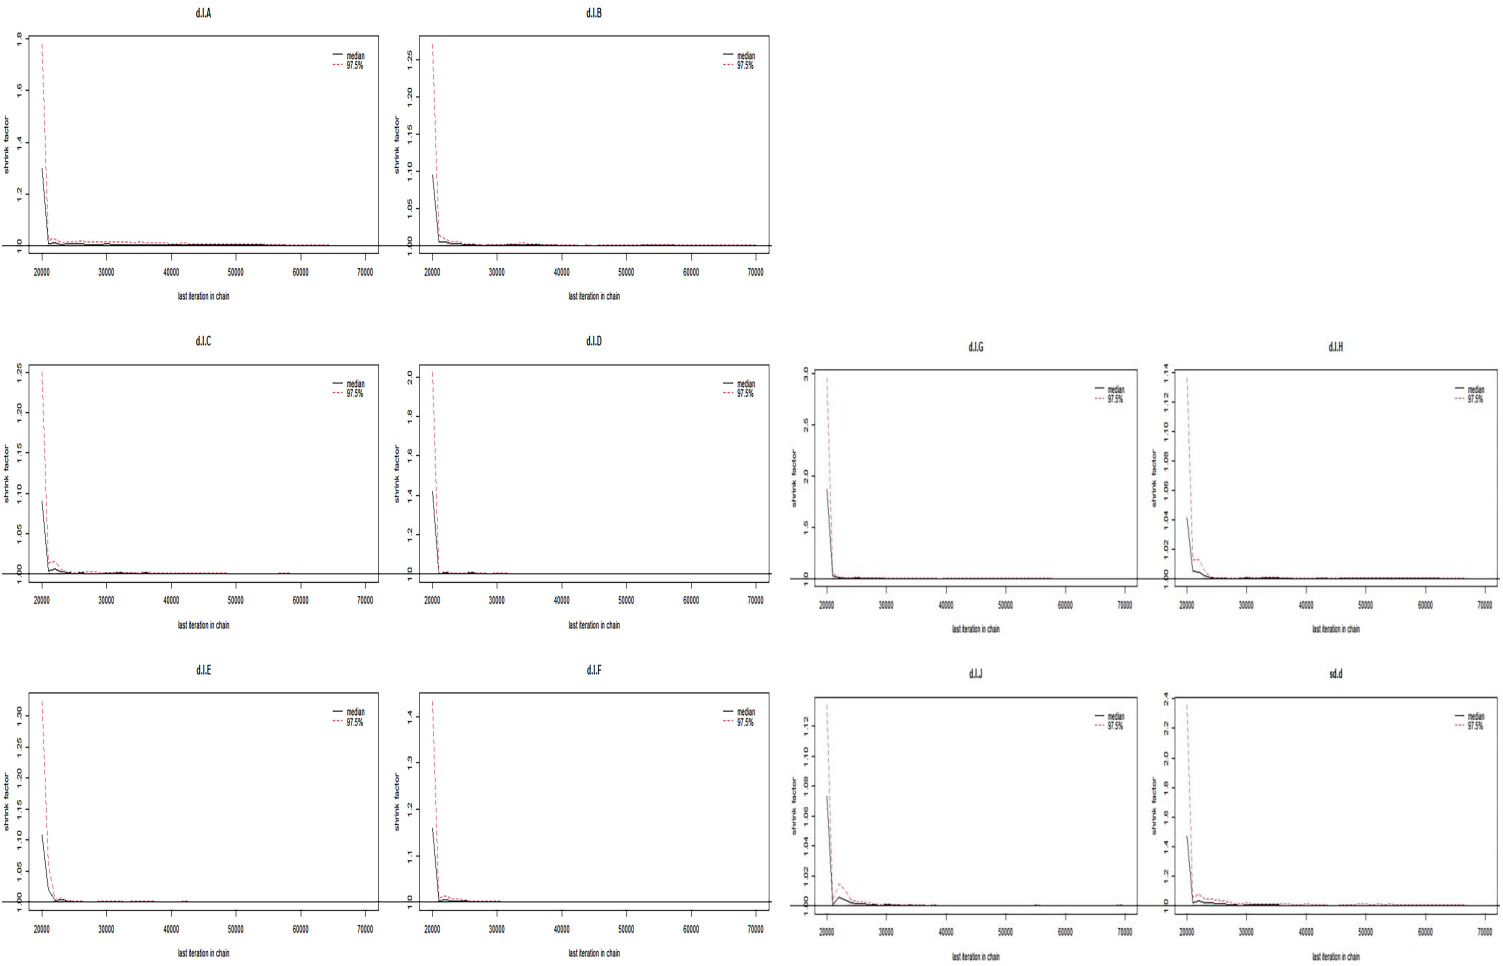 d.I.A
1.0 1.2 1.4 1.6 1.8
shrink factor
median
97.5%
20000 30000 40000 50000 60000 70000
last iteration in chain
d.I.B
1.00 1.05 1.10 1.15 1.20 1.25
shrink factor
median
97.5%
20000 30000 40000 50000 60000 70000
last iteration in chain
d.I.C
1.00 1.05 1.10 1.15 1.20 1.25
shrink factor
median
97.5%
20000 30000 40000 50000 60000 70000
last iteration in chain
d.I.D
1.0 1.2 1.4 1.6 1.8 2.0
shrink factor
median
97.5%
20000 30000 40000 50000 60000 70000
last iteration in chain
d.I.G
1.0 1.5 2.0 2.5 3.0
shrink factor
median
97.5%
20000 30000 40000 50000 60000 70000
last iteration in chain
d.I.H
1.00 1.02 1.04 1.06 1.08 1.10 1.12 1.14
shrink factor
median
97.5%
20000 30000 40000 50000 60000 70000
last iteration in chain
d.I.E
1.00 1.05 1.10 1.15 1.20 1.25 1.30
shrink factor
median
97.5%
20000 30000 40000 50000 60000 70000
last iteration in chain
d.I.F
1.0 1.1 1.2 1.3 1.4
shrink factor
median
97.5%
20000 30000 40000 50000 60000 70000
last iteration in chain
d.I.J
1.00 1.02 1.04 1.06 1.08 1.10 1.12
shrink factor
median
97.5%
20000 30000 40000 50000 60000 70000
last iteration in chain
sd.d
1.0 1.2 1.4 1.6 1.8 2.0 2.2 2.4
shrink factor
median
97.5%
20000 30000 40000 50000 60000 70000
last iteration in chain